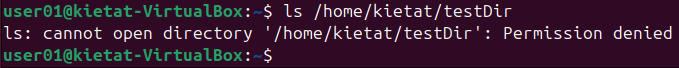 user01@kietat-VirtualBox:~$ ls /home/kietat/testDir
ls: cannot open directory '/home/kietat/testDir': Permission denied
user01@kietat-VirtualBox:~$